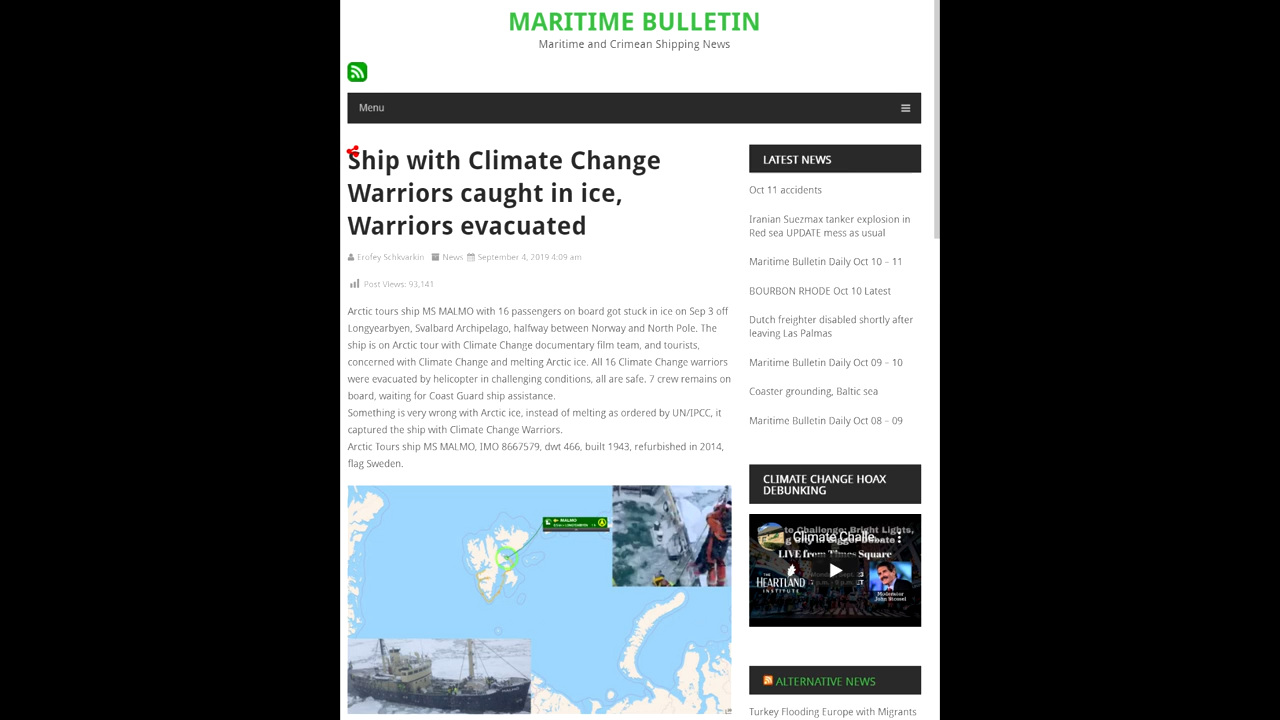 MARITIME BULLETIN
Maritime and Crimean Shipping News
Menu
Ship with Climate Change
Warriors caught in ice,
Warriors evacuated
Erofey Schkvarkin News September 4, 2019 4:09 am
Post Views: 93,141
Arctic tours ship MS MALMO with 16 passengers on board got stuck in ice on Sep 3 off
Longyearbyen, Svalbard Archipelago, halfway between Norway and North Pole. The
ship is on Arctic tour with Climate Change documentary film team, and tourists,
concerned with Climate Change and melting Arctic ice. All 16 Climate Change warriors
were evacuated by helicopter in challenging conditions, all are safe. 7 crew remains on
board, waiting for Coast Guard ship assistance.
Something is very wrong with Arctic ice, instead of melting as ordered by UN/IPCC, it
captured the ship with Climate Change Warriors.
Arctic Tours ship MS MALMO, IMO 8667579, dwt 466, built 1943, refurbished in 2014,
flag Sweden.
MALMO
LATEST NEWS
Oct 11 accidents
Iranian Suezmax tanker explosion in
Red sea UPDATE mess as usual
Maritime Bulletin Daily Oct 10 – 11
BOURBON RHODE Oct 10 Latest
Dutch freighter disabled shortly after
leaving Las Palmas
Maritime Bulletin Daily Oct 09 – 10
Coaster grounding, Baltic sea
Maritime Bulletin Daily Oct 08 – 09
CLIMATE CHANGE HOAX
DEBUNKING
to Challenge: Bright Lights,
Climate Challe...
Debate
LIVE from Times Square
THE
HEARTLAND
INSTITUTE
Moderator
John Stossel
ALTERNATIVE NEWS
Turkey Flooding Europe with Migrants